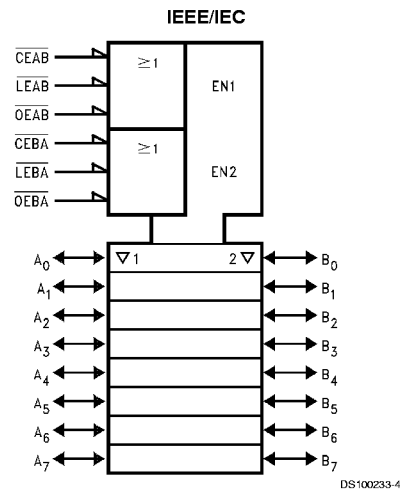 IEEE/IEC
CEAB
≥1
LEAB
EN1
OEAB
CEBA
≥1
LEBA
EN2
OEBA
A0 ▽1 2▽ B0
A1 B1
A2 B2
A3 B3
A4 B4
A5 B5
A6 B6
A7 B7
DS100233-4